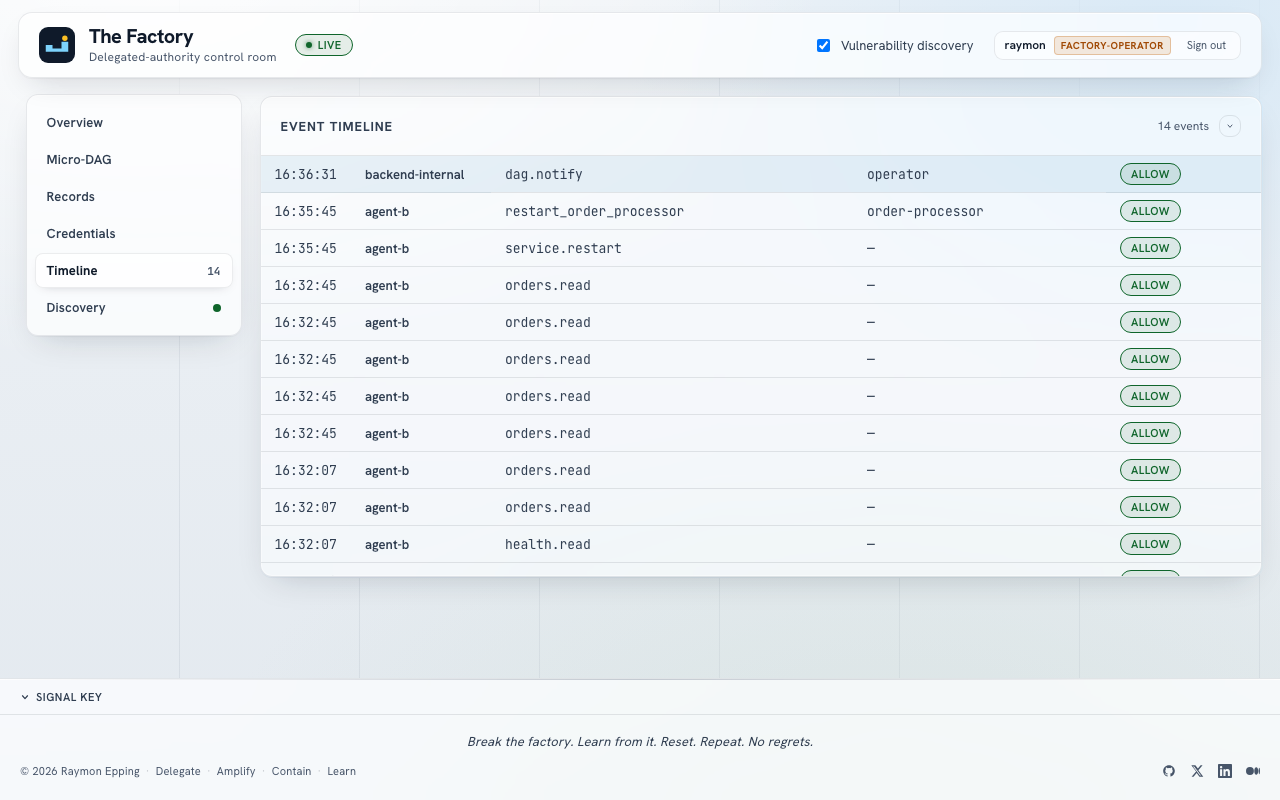 The Factory
Delegated-authority control room
LIVE
Vulnerability discovery
raymon FACTORY-OPERATOR Sign out
Overview
Micro-DAG
Records
Credentials
Timeline 14
Discovery
EVENT TIMELINE
14 events
16:36:31 backend-internal dag.notify operator ALLOW
16:35:45 agent-b restart_order_processor order-processor ALLOW
16:35:45 agent-b service.restart — ALLOW
16:32:45 agent-b orders.read — ALLOW
16:32:45 agent-b orders.read — ALLOW
16:32:45 agent-b orders.read — ALLOW
16:32:45 agent-b orders.read — ALLOW
16:32:45 agent-b orders.read — ALLOW
16:32:07 agent-b orders.read — ALLOW
16:32:07 agent-b orders.read — ALLOW
16:32:07 agent-b health.read — ALLOW
SIGNAL KEY
Break the factory. Learn from it. Reset. Repeat. No regrets.
© 2026 Raymon Epping · Delegate · Amplify · Contain · Learn